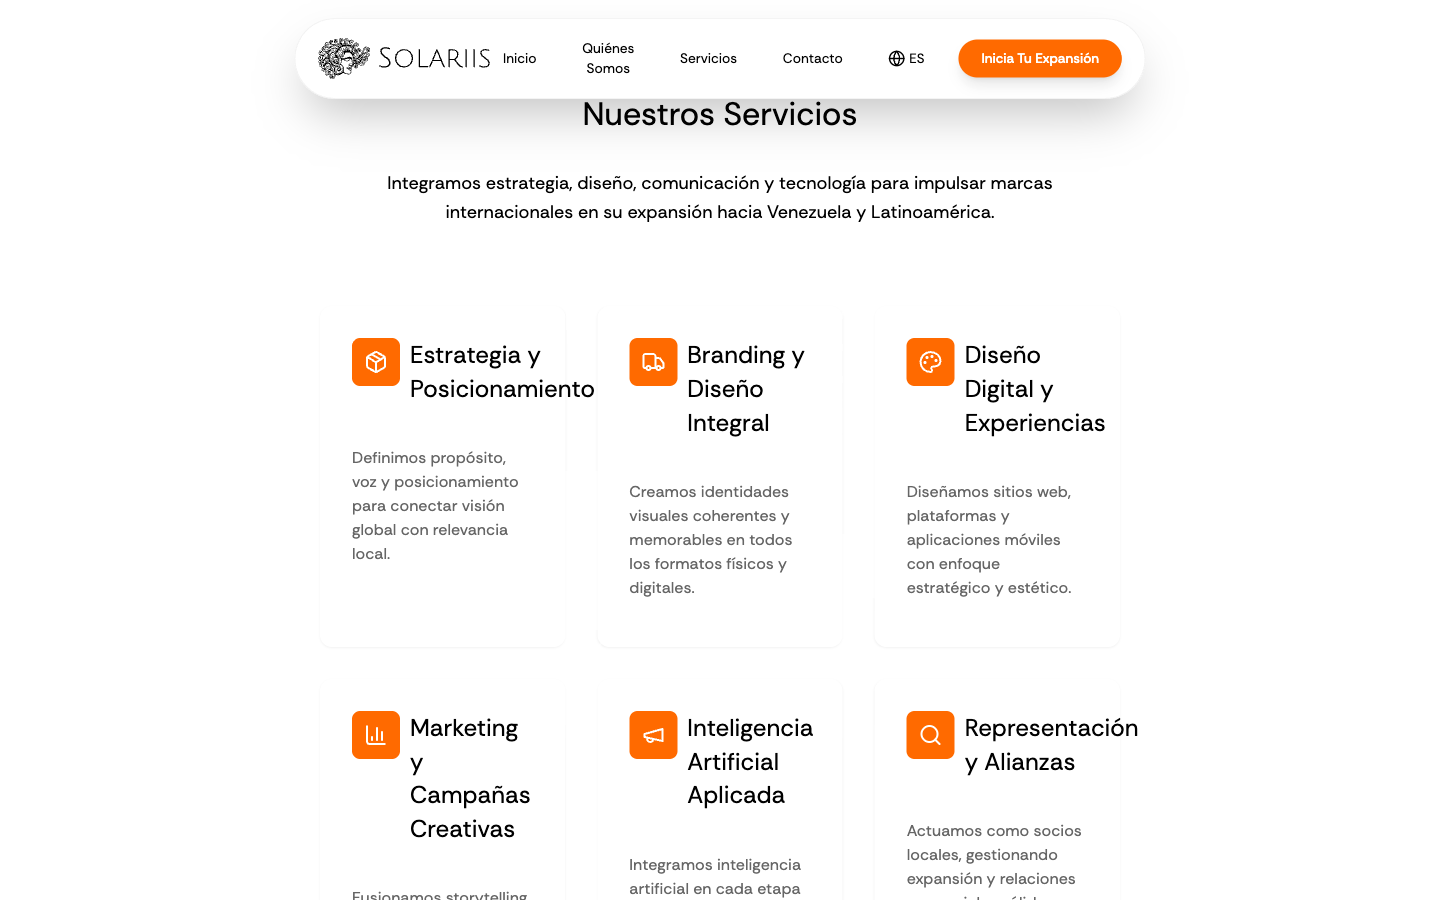 SOLARIIS
Inicio
Quiénes
Somos
Servicios
Contacto
ES
Inicia Tu Expansión
Nuestros Servicios
Integramos estrategia, diseño, comunicación y tecnología para impulsar marcas
internacionales en su expansión hacia Venezuela y Latinoamérica.
Estrategia y
Posicionamiento
Definimos propósito,
voz y posicionamiento
para conectar visión
global con relevancia
local.
Branding y
Diseño
Integral
Creamos identidades
visuales coherentes y
memorables en todos
los formatos físicos y
digitales.
Diseño
Digital y
Experiencias
Diseñamos sitios web,
plataformas y
aplicaciones móviles
con enfoque
estratégico y estético.
Marketing
y
Campañas
Creativas
Fusionamos storytelling,
Inteligencia
Artificial
Aplicada
Integramos inteligencia
artificial en cada etapa
Representación
y Alianzas
Actuamos como socios
locales, gestionando
expansión y relaciones